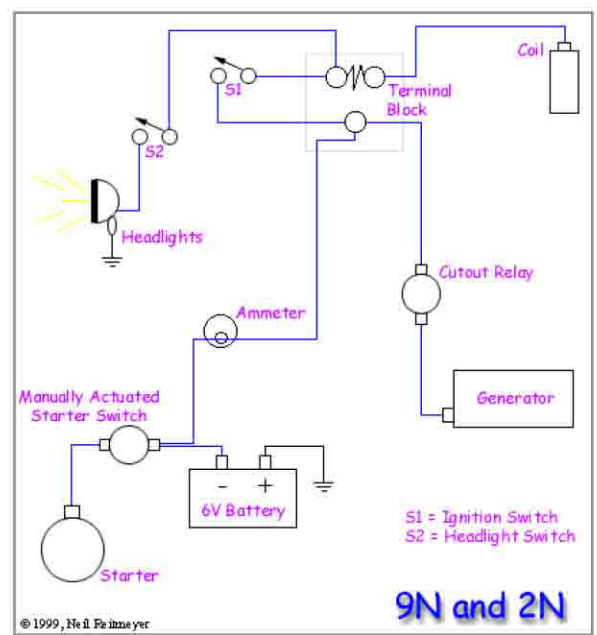 Coil
S1
Terminal
Block
S2
Headlights
Cutout Relay
Ammeter
Manually Actuated
Starter Switch
Generator
- +
6V Battery
S1 = Ignition Switch
S2 = Headlight Switch
Starter
9N and 2N
© 1999, Neil Reitmeyer